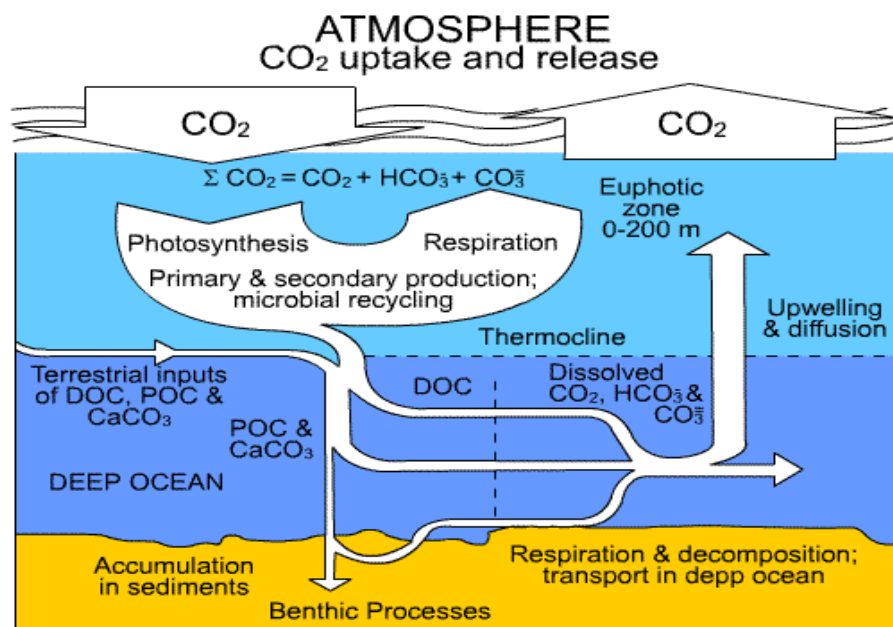 ATMOSPHERE
CO₂ uptake and release
CO₂
CO₂
Σ CO₂ = CO₂ + HCO₃⁻ + CO₃⁼
Euphotic
zone
0-200 m
Photosynthesis
Respiration
Primary & secondary production;
microbial recycling
Upwelling
& diffusion
Thermocline
Terrestrial inputs
of DOC, POC &
CaCO₃
DOC
Dissolved
CO₂, HCO₃⁻ &
CO₃⁼
POC &
CaCO₃
DEEP OCEAN
Accumulation
in sediments
Respiration & decomposition;
transport in depp ocean
Benthic Processes